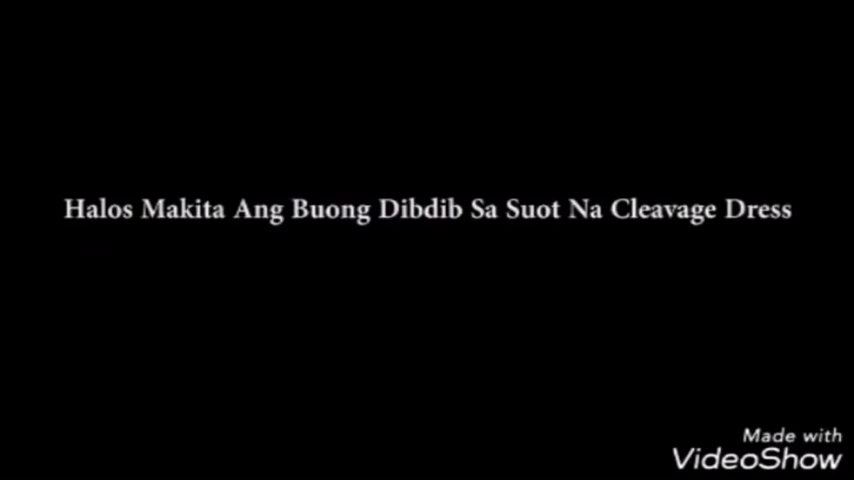 Halos Makita Ang Buong Dibdib Sa Suot Na Cleavage Dress
Made with
VideoShow